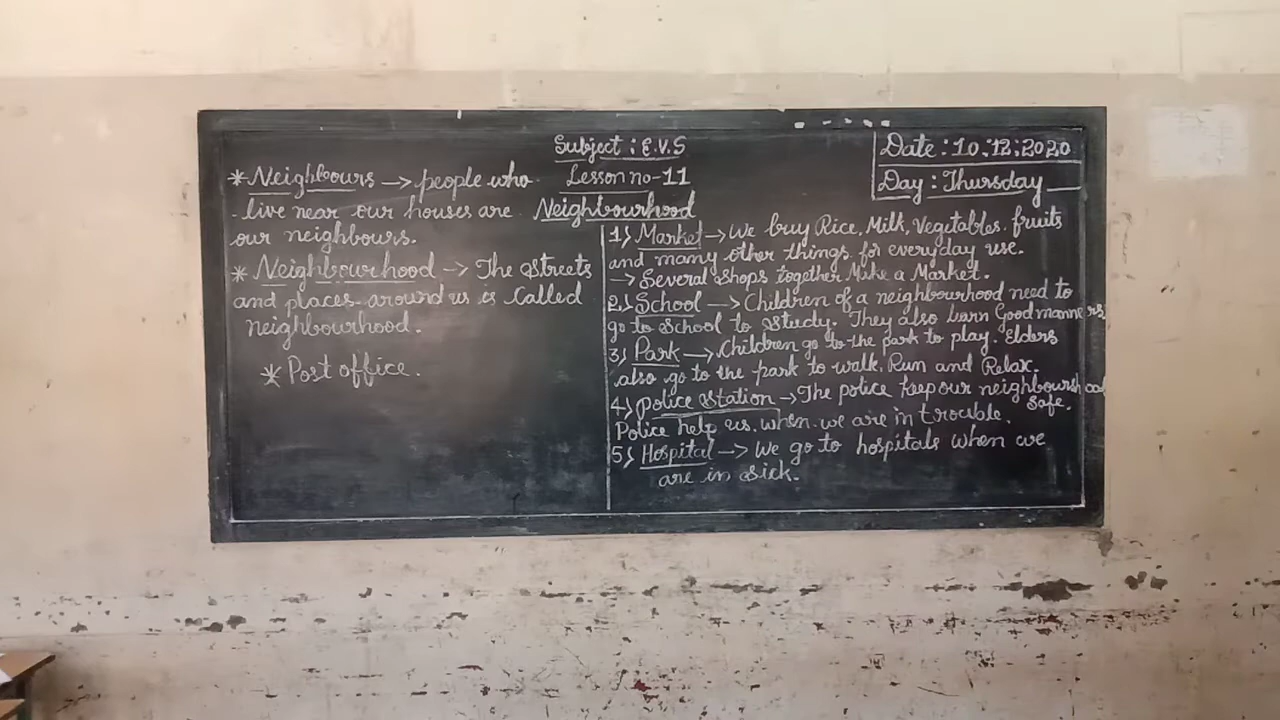 Subject : E.V.S
Lesson no-11
Neighbourhood
Date : 10.12.2020
Day : Thursday
* Neighbours → people who
live near our houses are
our neighbours.
* Neighbourhood → The Streets
and places around us is Called
neighbourhood.
* Post office.
1) Market → We buy Rice, Milk, Vegetables, fruits
and many other things for everyday use.
→ Several shops together Make a Market.
2) School → Children of a neighbourhood need to
go to School to Study. They also learn Good manners
3) Park → Children go to the park to play. Elders
also go to the park to walk, Run and Relax.
4) Police Station → The police keep our neighbourhood
Safe.
Police help us when we are in trouble.
5) Hospital → We go to hospitals when we
are in Sick.